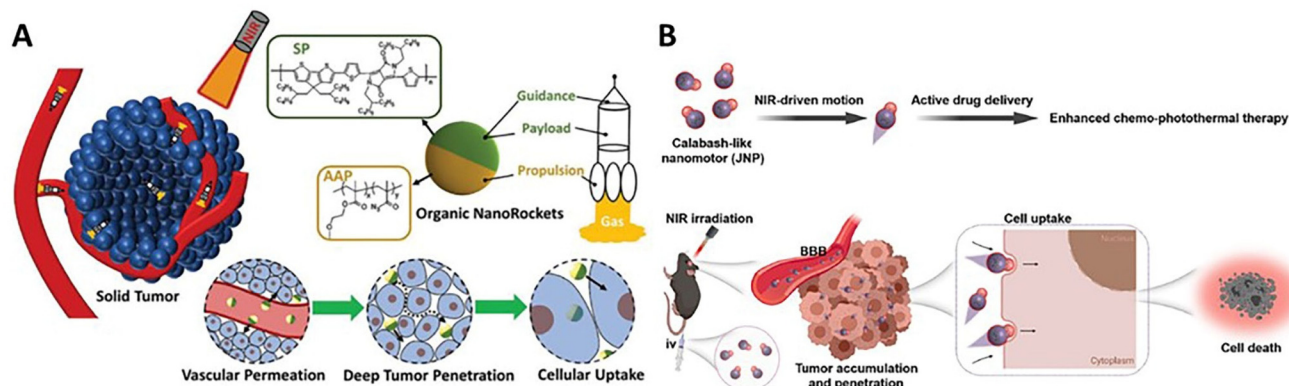 A
NIR
SP
Guidance
Payload
Propulsion
AAP
Organic NanoRockets
Gas
Solid Tumor
Vascular Permeation
Deep Tumor Penetration
Cellular Uptake
B
NIR-driven motion
Active drug delivery
Enhanced chemo-photothermal therapy
Calabash-like
nanomotor (JNP)
NIR irradiation
BBB
iv
Tumor accumulation
and penetration
Cell uptake
Nucleus
Cytoplasm
Cell death